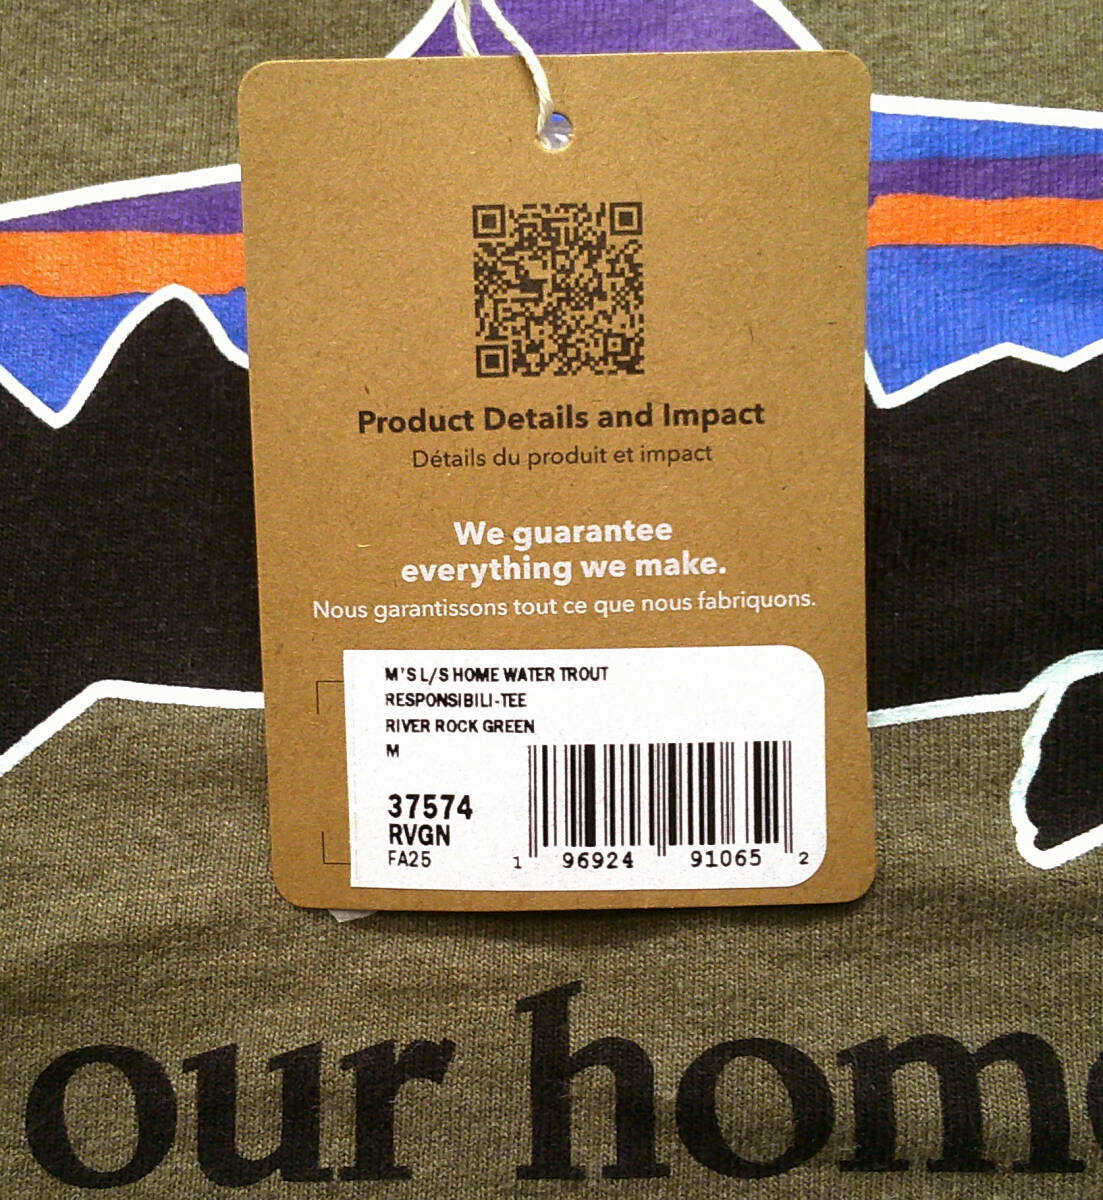 Product Details and Impact
Détails du produit et impact
We guarantee
everything we make.
Nous garantissons tout ce que nous fabriquons.
M'S L/S HOME WATER TROUT
RESPONSIBILI-TEE
RIVER ROCK GREEN
M
37574
RVGN
FA25
1 96924 91065 2
our home